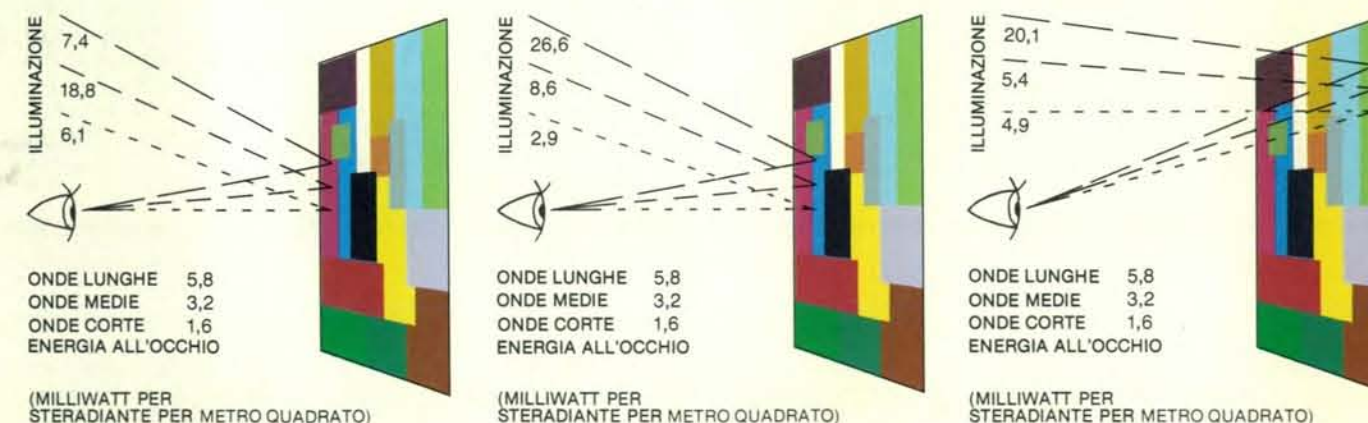 ILLUMINAZIONE
7,4
18,8
6,1
ONDE LUNGHE 5,8
ONDE MEDIE 3,2
ONDE CORTE 1,6
ENERGIA ALL'OCCHIO
(MILLIWATT PER
STERADIANTE PER METRO QUADRATO)
ILLUMINAZIONE
26,6
8,6
2,9
ONDE LUNGHE 5,8
ONDE MEDIE 3,2
ONDE CORTE 1,6
ENERGIA ALL'OCCHIO
(MILLIWATT PER
STERADIANTE PER METRO QUADRATO)
ILLUMINAZIONE
20,1
5,4
4,9
ONDE LUNGHE 5,8
ONDE MEDIE 3,2
ONDE CORTE 1,6
ENERGIA ALL'OCCHIO
(MILLIWATT PER
STERADIANTE PER METRO QUADRATO)